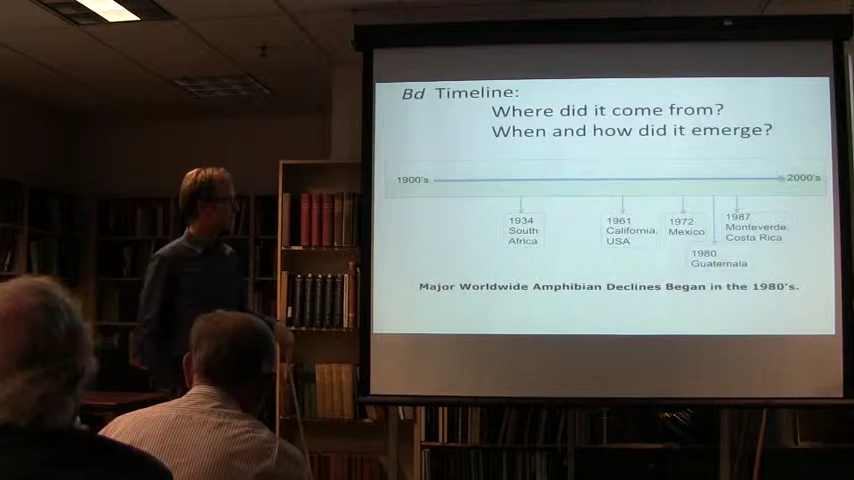 Bd Timeline:
Where did it come from?
When and how did it emerge?
1900's
2000's
1934
South
Africa
1961
California,
USA
1972
Mexico
1980
Guatemala
1987
Monteverde,
Costa Rica
Major Worldwide Amphibian Declines Began in the 1980's.